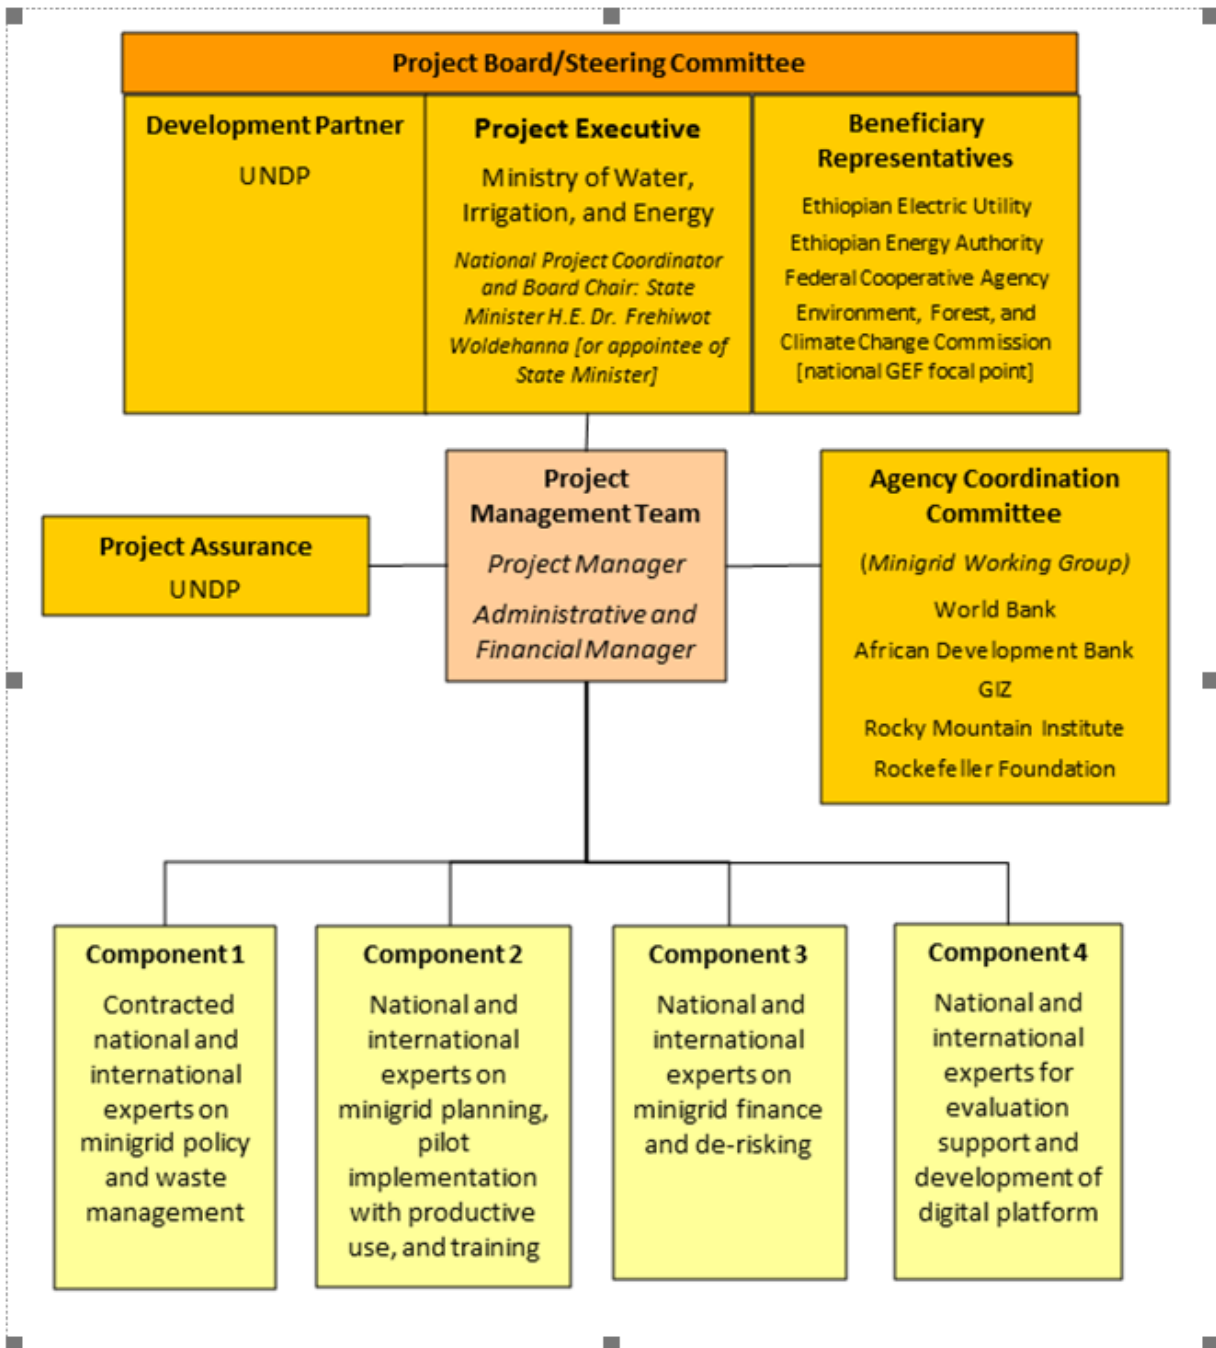 Project Board/Steering Committee
Development Partner
UNDP
Project Executive
Ministry of Water,
Irrigation, and Energy
National Project Coordinator
and Board Chair: State
Minister H.E. Dr. Frehiwot
Woldehanna [or appointee of
State Minister]
Beneficiary
Representatives
Ethiopian Electric Utility
Ethiopian Energy Authority
Federal Cooperative Agency
Environment, Forest, and
Climate Change Commission
[national GEF focal point]
Project Assurance
UNDP
Project
Management Team
Project Manager
Administrative and
Financial Manager
Agency Coordination
Committee
(Minigrid Working Group)
World Bank
African Development Bank
GIZ
Rocky Mountain Institute
Rockefeller Foundation
Component 1
Contracted
national and
international
experts on
minigrid policy
and waste
management
Component 2
National and
international
experts on
minigrid planning,
pilot
implementation
with productive
use, and training
Component 3
National and
international
experts on
minigrid finance
and de-risking
Component 4
National and
international
experts for
evaluation
support and
development of
digital platform